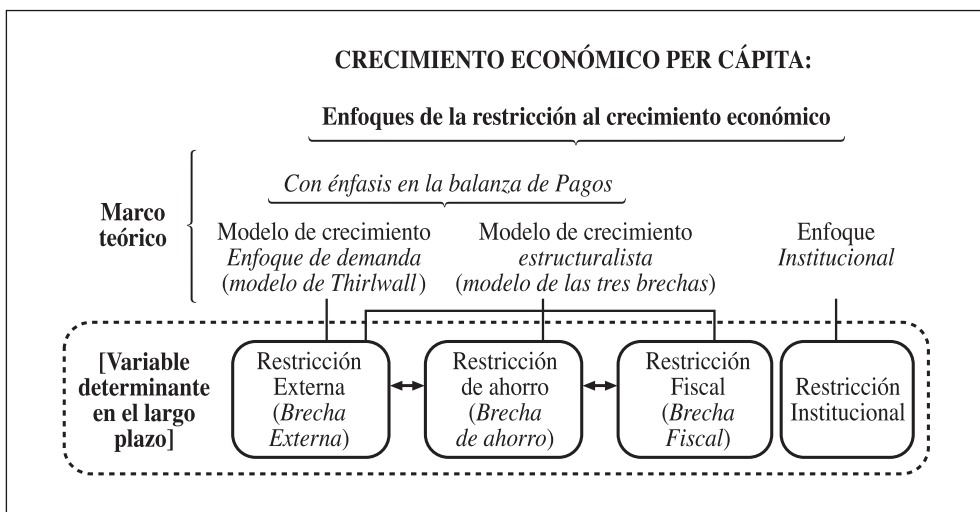 CRECIMIENTO ECONÓMICO PER CÁPITA:
Enfoques de la restricción al crecimiento económico
Con énfasis en la balanza de Pagos
Marco
teórico
Modelo de crecimiento
Enfoque de demanda
(modelo de Thirlwall)
Modelo de crecimiento
estructuralista
(modelo de las tres brechas)
Enfoque
Institucional
[Variable
determinante
en el largo
plazo]
Restricción
Externa
(Brecha
Externa)
Restricción
de ahorro
(Brecha
de ahorro)
Restricción
Fiscal
(Brecha
Fiscal)
Restricción
Institucional